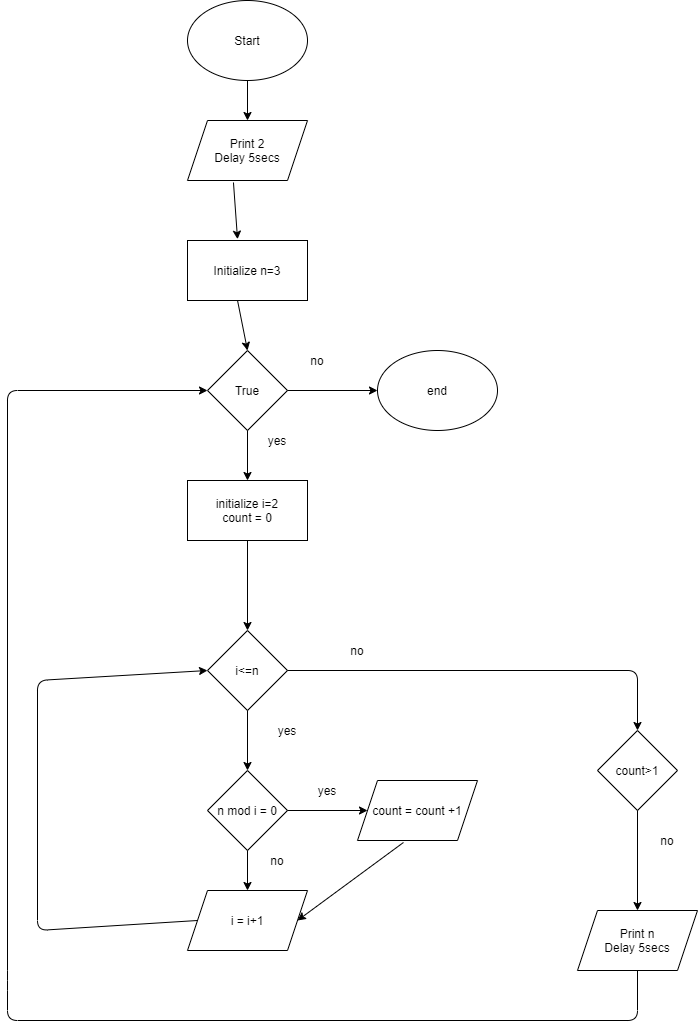 Start
Print 2
Delay 5secs
Initialize n=3
True
no
end
yes
initialize i=2
count = 0
i<=n
no
yes
count>1
n mod i = 0
yes
count = count +1
no
no
i = i+1
Print n
Delay 5secs